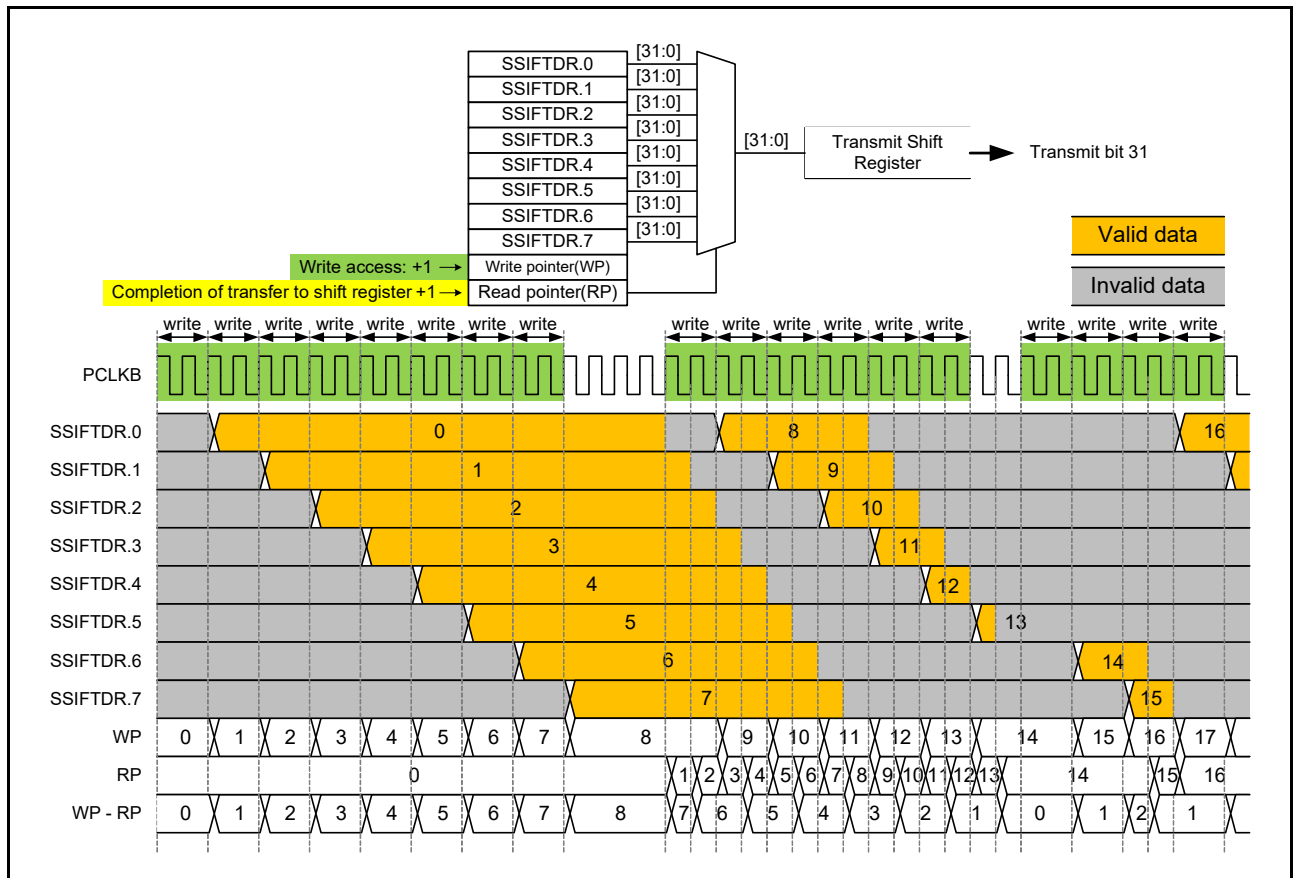 SSIFTDR.0 [31:0]
SSIFTDR.1 [31:0]
SSIFTDR.2 [31:0]
SSIFTDR.3 [31:0]
SSIFTDR.4 [31:0]
SSIFTDR.5 [31:0]
SSIFTDR.6 [31:0]
SSIFTDR.7 [31:0]
[31:0] Transmit Shift Register Transmit bit 31
Valid data
Invalid data
Write access: +1 → Write pointer(WP)
Completion of transfer to shift register +1 → Read pointer(RP)
write write write write write write write write write write write write write write write write write write
PCLKB
SSIFTDR.0 0 8 16
SSIFTDR.1 1 9
SSIFTDR.2 2 10
SSIFTDR.3 3 11
SSIFTDR.4 4 12
SSIFTDR.5 5 13
SSIFTDR.6 6 14
SSIFTDR.7 7 15
WP 0 1 2 3 4 5 6 7 8 9 10 11 12 13 14 15 16 17
RP 0 1 2 3 4 5 6 7 8 9 10 11 12 13 14 15 16
WP - RP 0 1 2 3 4 5 6 7 8 7 6 5 4 3 2 1 0 1 2 1